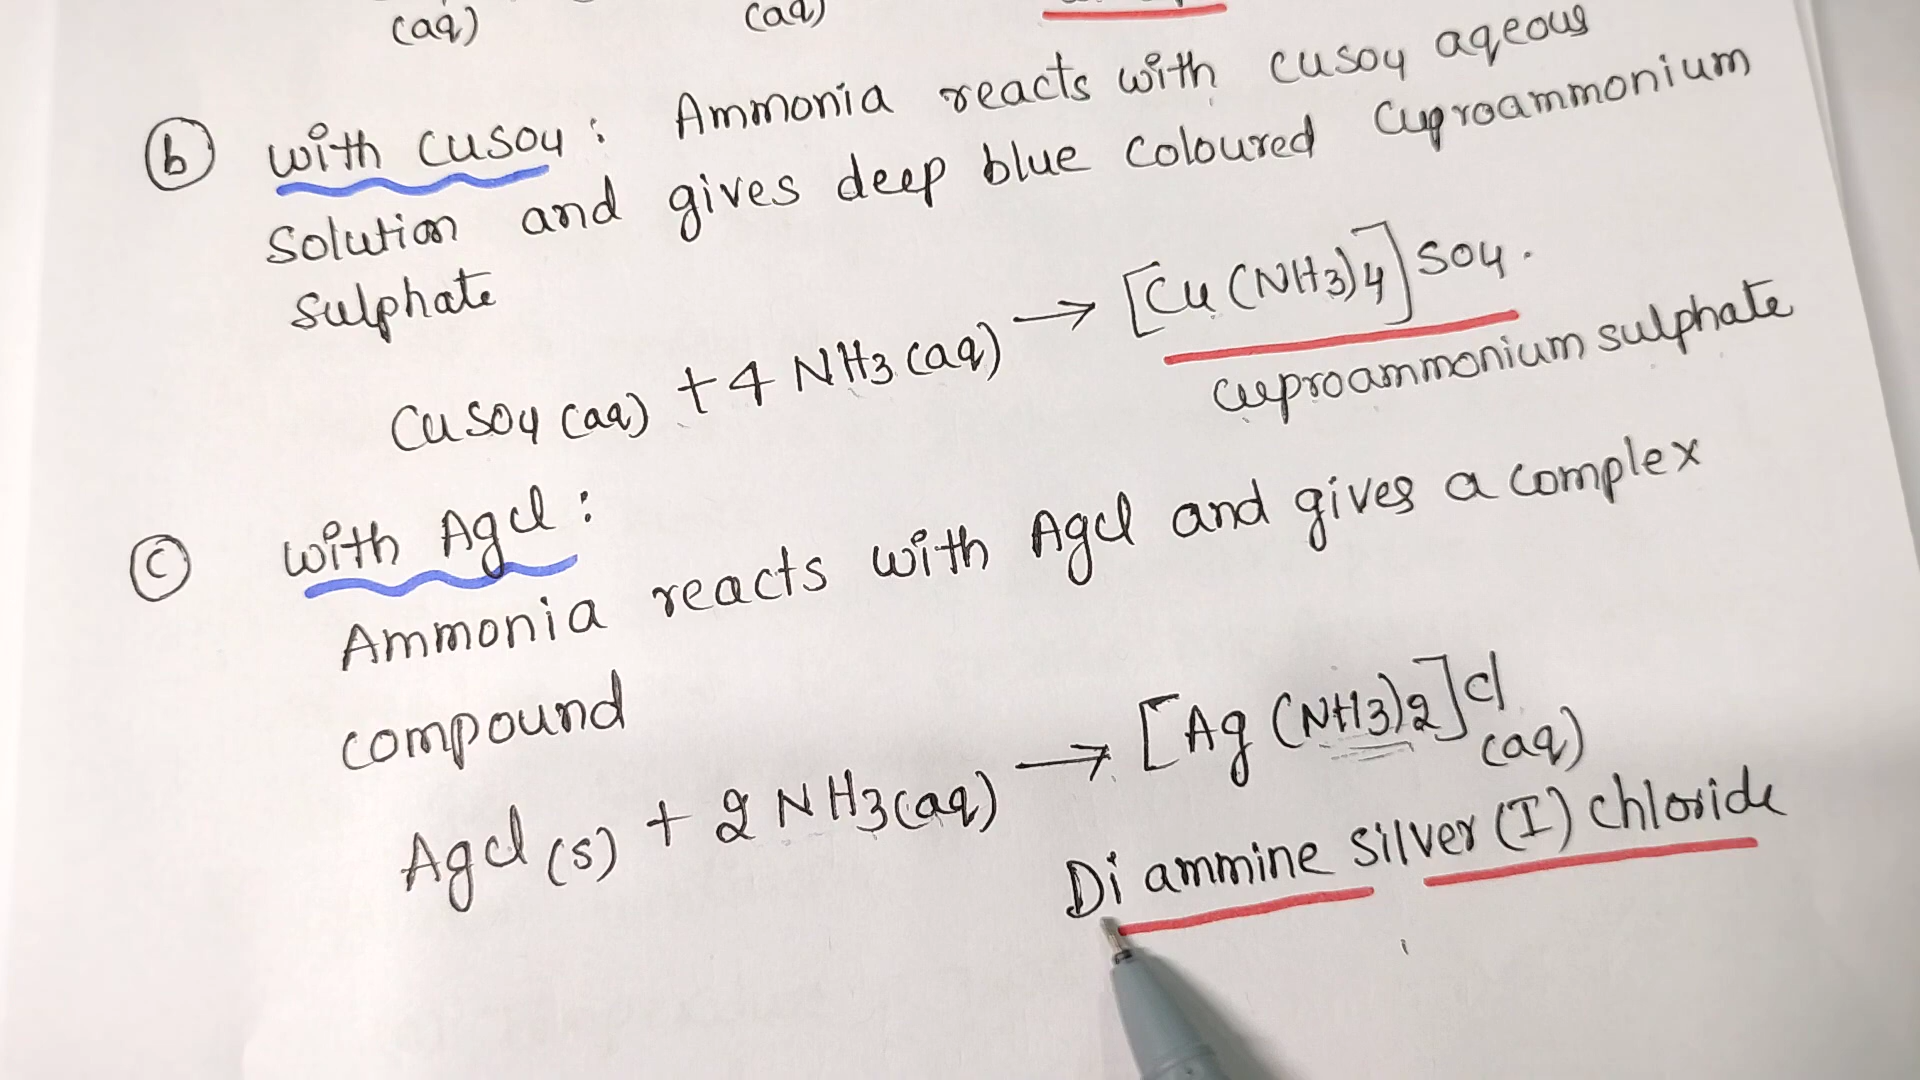 (aq) (aq)
(b) with CuSO4 : Ammonia reacts with CuSO4 aqeous
Solution and gives deep blue coloured Cuproammonium
sulphate
CuSO4 (aq) + 4 NH3 (aq) → [Cu(NH3)4]SO4.
cuproammonium sulphate
(c) with AgCl :
Ammonia reacts with AgCl and gives a complex
compound
AgCl (s) + 2 NH3(aq) → [Ag (NH3)2]Cl
(aq)
Di ammine silver (I) chloride